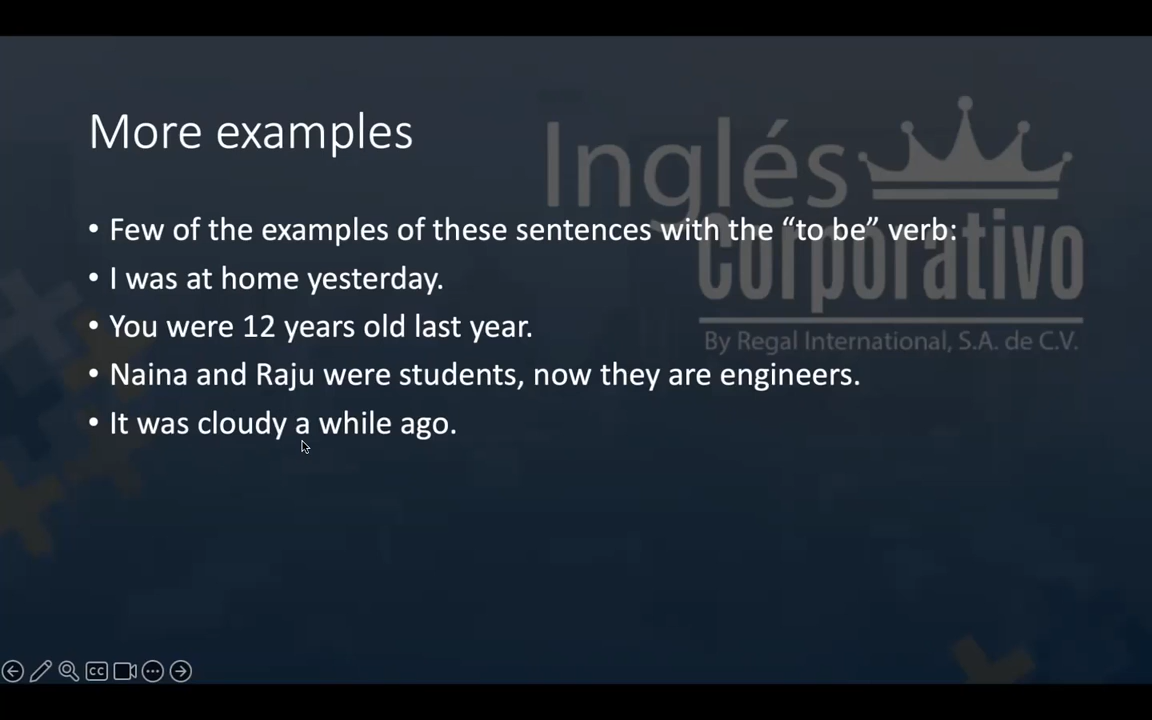 More examples
• Few of the examples of these sentences with the “to be” verb:
• I was at home yesterday.
• You were 12 years old last year.
• Naina and Raju were students, now they are engineers.
• It was cloudy a while ago.
Inglés
corporativo
By Regal International, S.A. de C.V.
CC